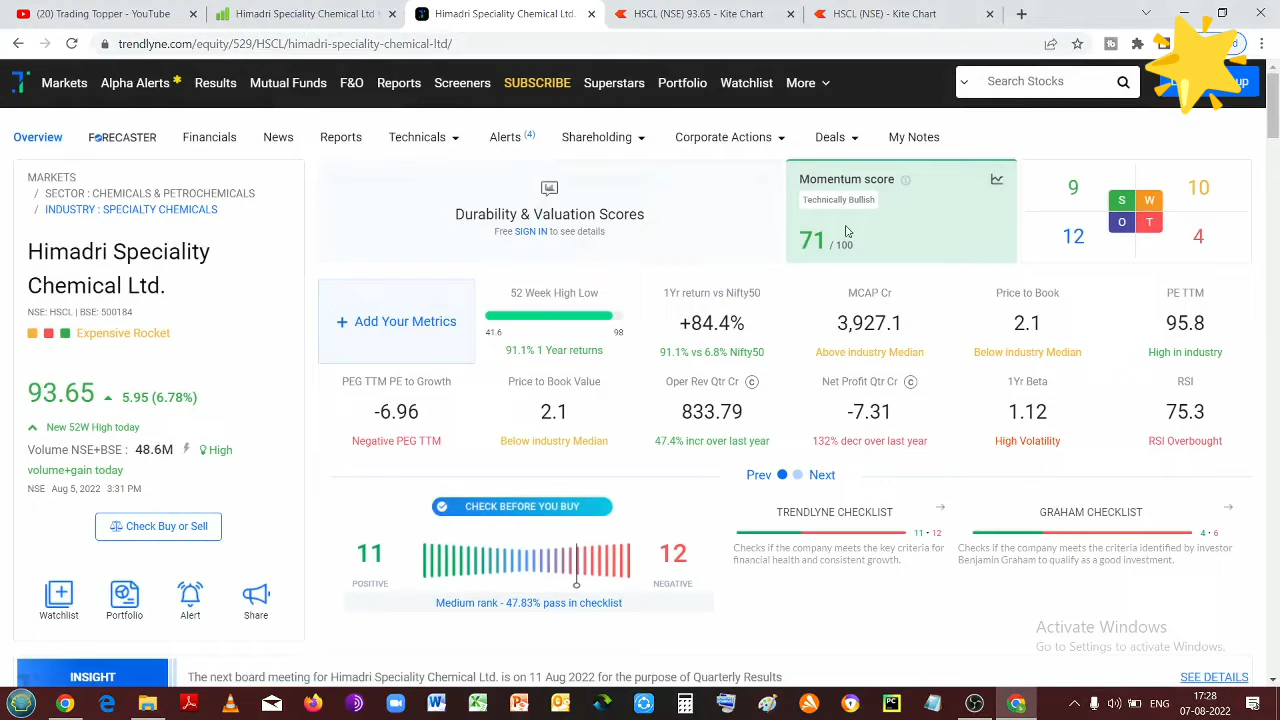 (613) himadri speciality
himadri-speciality-chemical-ltd
HSCL (NSE) 93.65 - Stock Price
HSCL (NSE) - Stock Price
trendlyne.com/equity/529/HSCL/himadri-speciality-chemical-ltd/
Markets Alpha Alerts* Results Mutual Funds F&O Reports Screeners SUBSCRIBE Superstars Portfolio Watchlist More Search Stocks
Overview FORECASTER Financials News Reports Technicals Alerts (4) Shareholding Corporate Actions Deals My Notes
MARKETS
/ SECTOR : CHEMICALS & PETROCHEMICALS
/ INDUSTRY : SPECIALTY CHEMICALS
Himadri Speciality
Chemical Ltd.
NSE: HSCL | BSE: 500184
Expensive Rocket
93.65 5.95 (6.78%)
New 52W High today
Volume NSE+BSE : 48.6M High
volume+gain today
NSE Aug 5, 2022 3:31 PM
Check Buy or Sell
Watchlist Portfolio Alert Share
Durability & Valuation Scores
Free SIGN IN to see details
Momentum score
Technically Bullish
71 / 100
9 S W 10
12 O T 4
+ Add Your Metrics
52 Week High Low
41.6 98
91.1% 1 Year returns
1Yr return vs Nifty50
+84.4%
91.1% vs 6.8% Nifty50
MCAP Cr
3,927.1
Above industry Median
Price to Book
2.1
Below industry Median
PE TTM
95.8
High in industry
PEG TTM PE to Growth
-6.96
Negative PEG TTM
Price to Book Value
2.1
Below industry Median
Oper Rev Qtr Cr C
833.79
47.4% incr over last year
Net Profit Qtr Cr C
-7.31
132% decr over last year
1Yr Beta
1.12
High Volatility
RSI
75.3
RSI Overbought
Prev Next
CHECK BEFORE YOU BUY
11
POSITIVE
12
NEGATIVE
Medium rank - 47.83% pass in checklist
TRENDLYNE CHECKLIST
11 • 12
Checks if the company meets the key criteria for
financial health and consistent growth.
GRAHAM CHECKLIST
4 • 6
Checks if the company meets the criteria identified by investor
Benjamin Graham to qualify as a good investment.
Activate Windows
Go to Settings to activate Windows.
INSIGHT
The next board meeting for Himadri Speciality Chemical Ltd. is on 11 Aug 2022 for the purpose of Quarterly Results
SEE DETAILS
17:28
07-08-2022